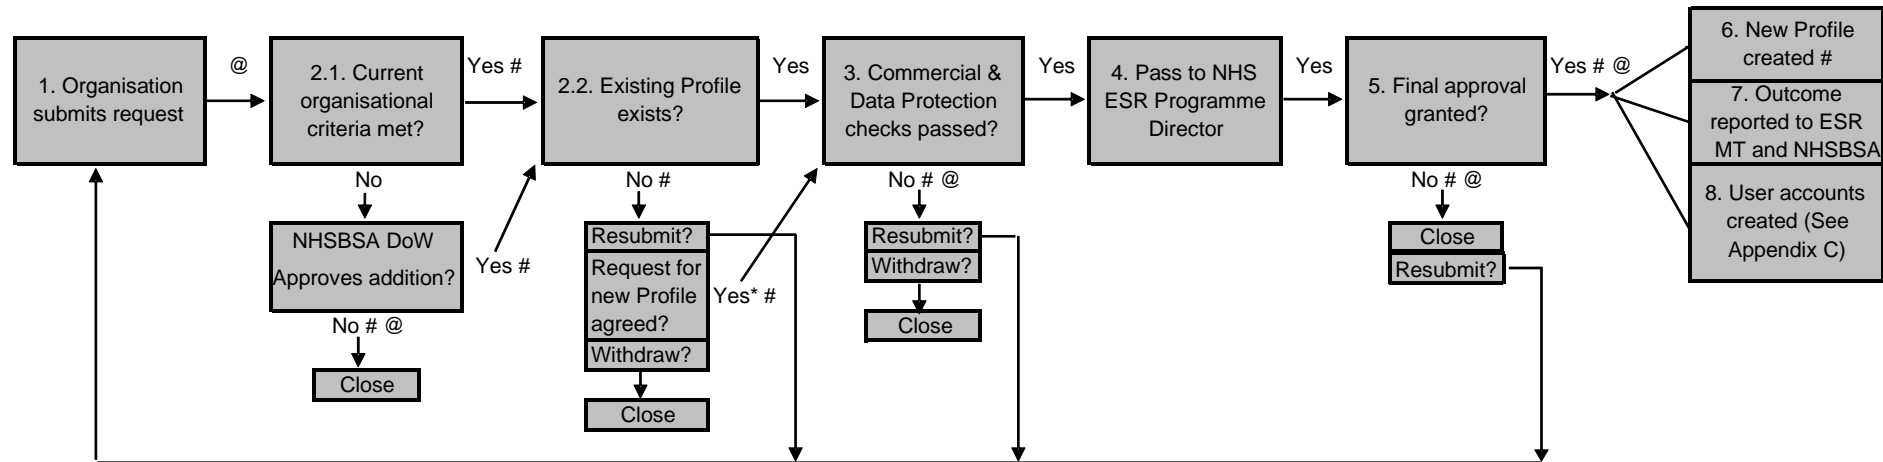 1. Organisation
submits request
@
2.1. Current
organisational
criteria met?
Yes #
2.2. Existing Profile
exists?
Yes
3. Commercial &
Data Protection
checks passed?
Yes
4. Pass to NHS
ESR Programme
Director
Yes
5. Final approval
granted?
Yes # @
6. New Profile
created #
7. Outcome
reported to ESR
MT and NHSBSA
8. User accounts
created (See
Appendix C)
No
NHSBSA DoW
Approves addition?
Yes #
No # @
Close
No #
Resubmit?
Request for
new Profile
agreed?
Withdraw?
Yes* #
Close
No # @
Resubmit?
Withdraw?
Close
No # @
Close
Resubmit?